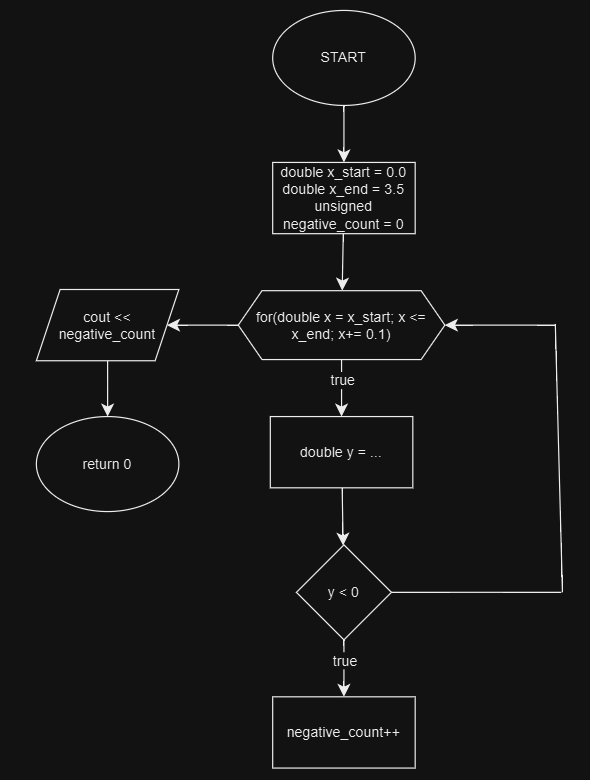 START
double x_start = 0.0
double x_end = 3.5
unsigned
negative_count = 0
for(double x = x_start; x <=
x_end; x+= 0.1)
cout <<
negative_count
true
double y = ...
return 0
y < 0
true
negative_count++